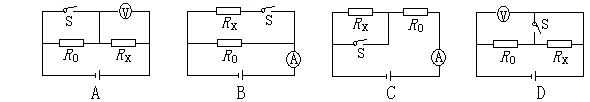 S V Rₓ S Rₓ R₀ V S
R₀ Rₓ R₀ A S A R₀ Rₓ
A B C D